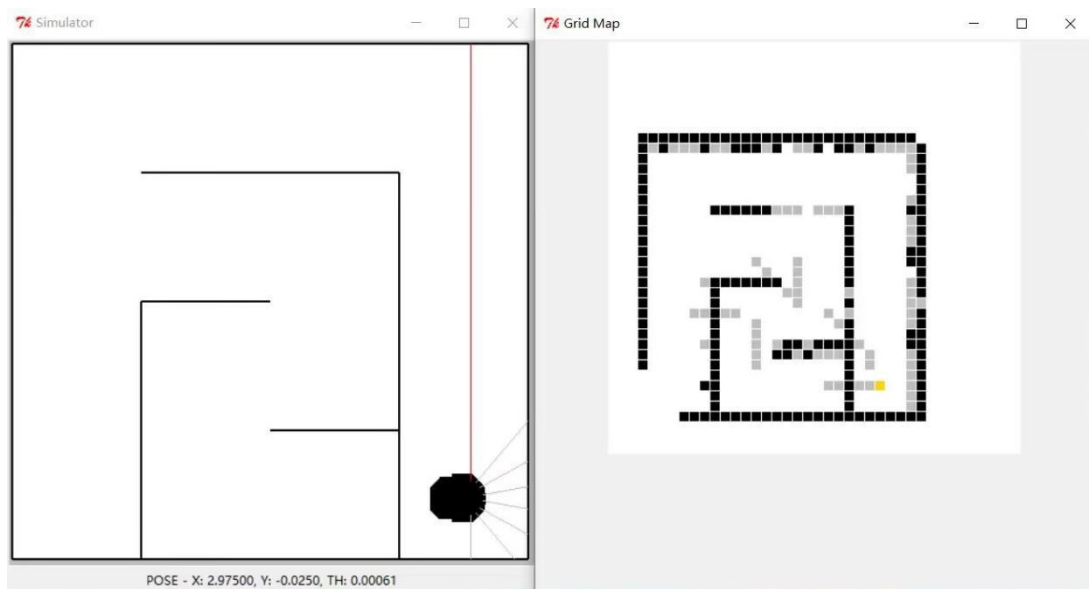 Simulator
Grid Map
POSE - X: 2.97500, Y: -0.0250, TH: 0.00061